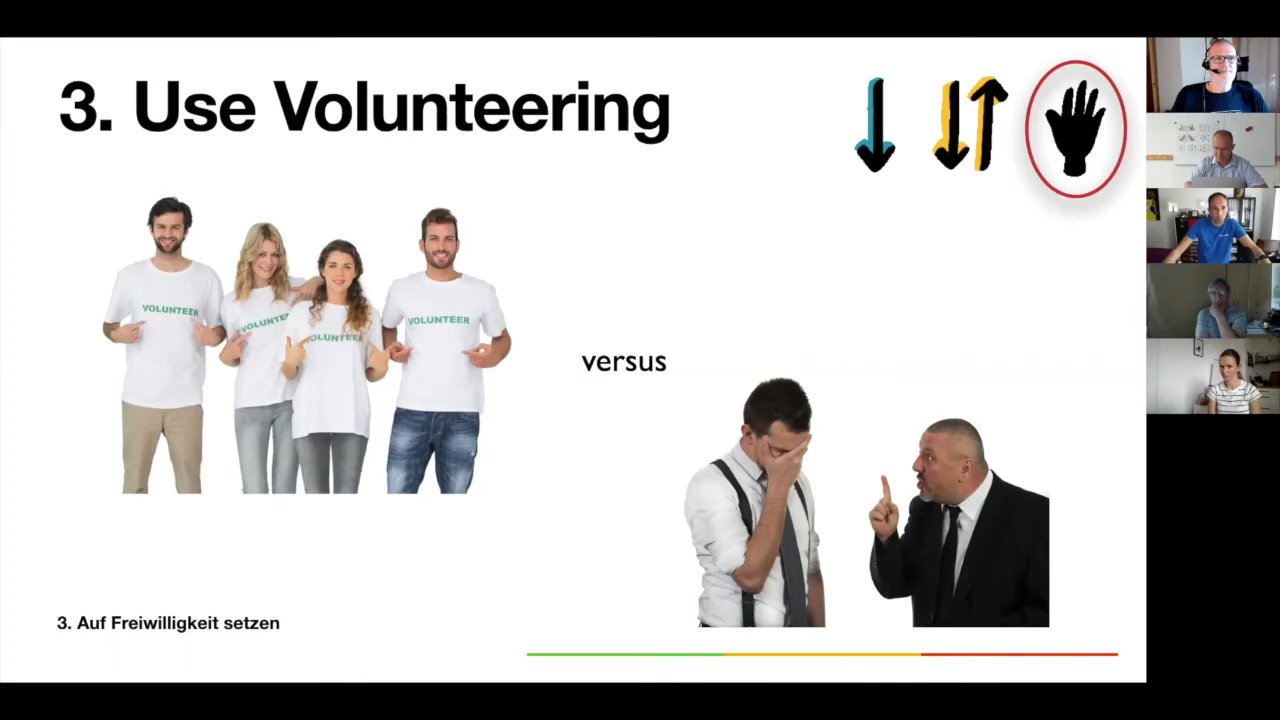 3. Use Volunteering
VOLUNTEER
VOLUNTEER
VOLUNTEER
VOLUNTEER
versus
3. Auf Freiwilligkeit setzen